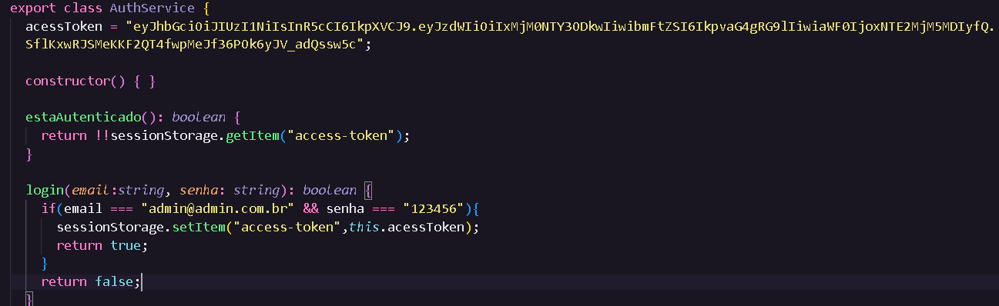 export class AuthService {
acessToken = "eyJhbGciOiJIUzI1NiIsInR5cCI6IkpXVCJ9.eyJzdWIiOiIxMjM0NTY3ODkwIiwibmFtZSI6IkpvaG4gRG9lIiwiaWF0IjoxNTE2MjM5MDIyfQ.
SflKxwRJSMeKKF2QT4fwpMeJf36POk6yJV_adQssw5c";
constructor() { }
estaAutenticado(): boolean {
return !!sessionStorage.getItem("access-token");
}
login(email:string, senha: string): boolean {
if(email === "admin@admin.com.br" && senha === "123456"){
sessionStorage.setItem("access-token",this.acessToken);
return true;
}
return false;
}